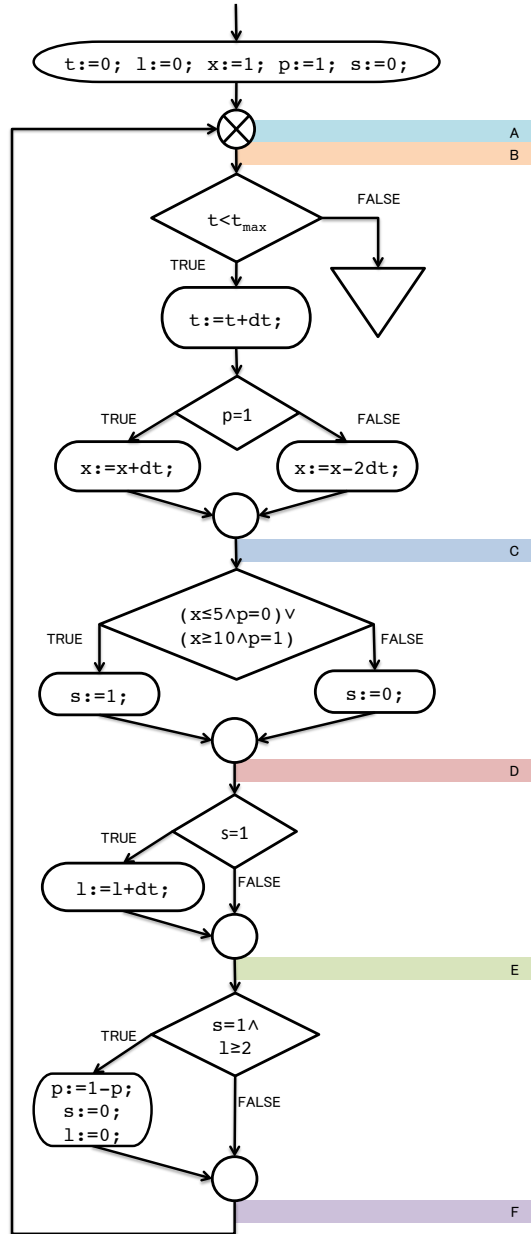 t:=0; l:=0; x:=1; p:=1; s:=0;
A
B
t<tmax
FALSE
TRUE
t:=t+dt;
p=1
TRUE
FALSE
x:=x+dt;
x:=x-2dt;
C
(x≤5∧p=0)∨
(x≥10∧p=1)
TRUE
FALSE
s:=1;
s:=0;
D
s=1
TRUE
FALSE
l:=l+dt;
E
s=1∧
l≥2
TRUE
FALSE
p:=1-p;
s:=0;
l:=0;
F